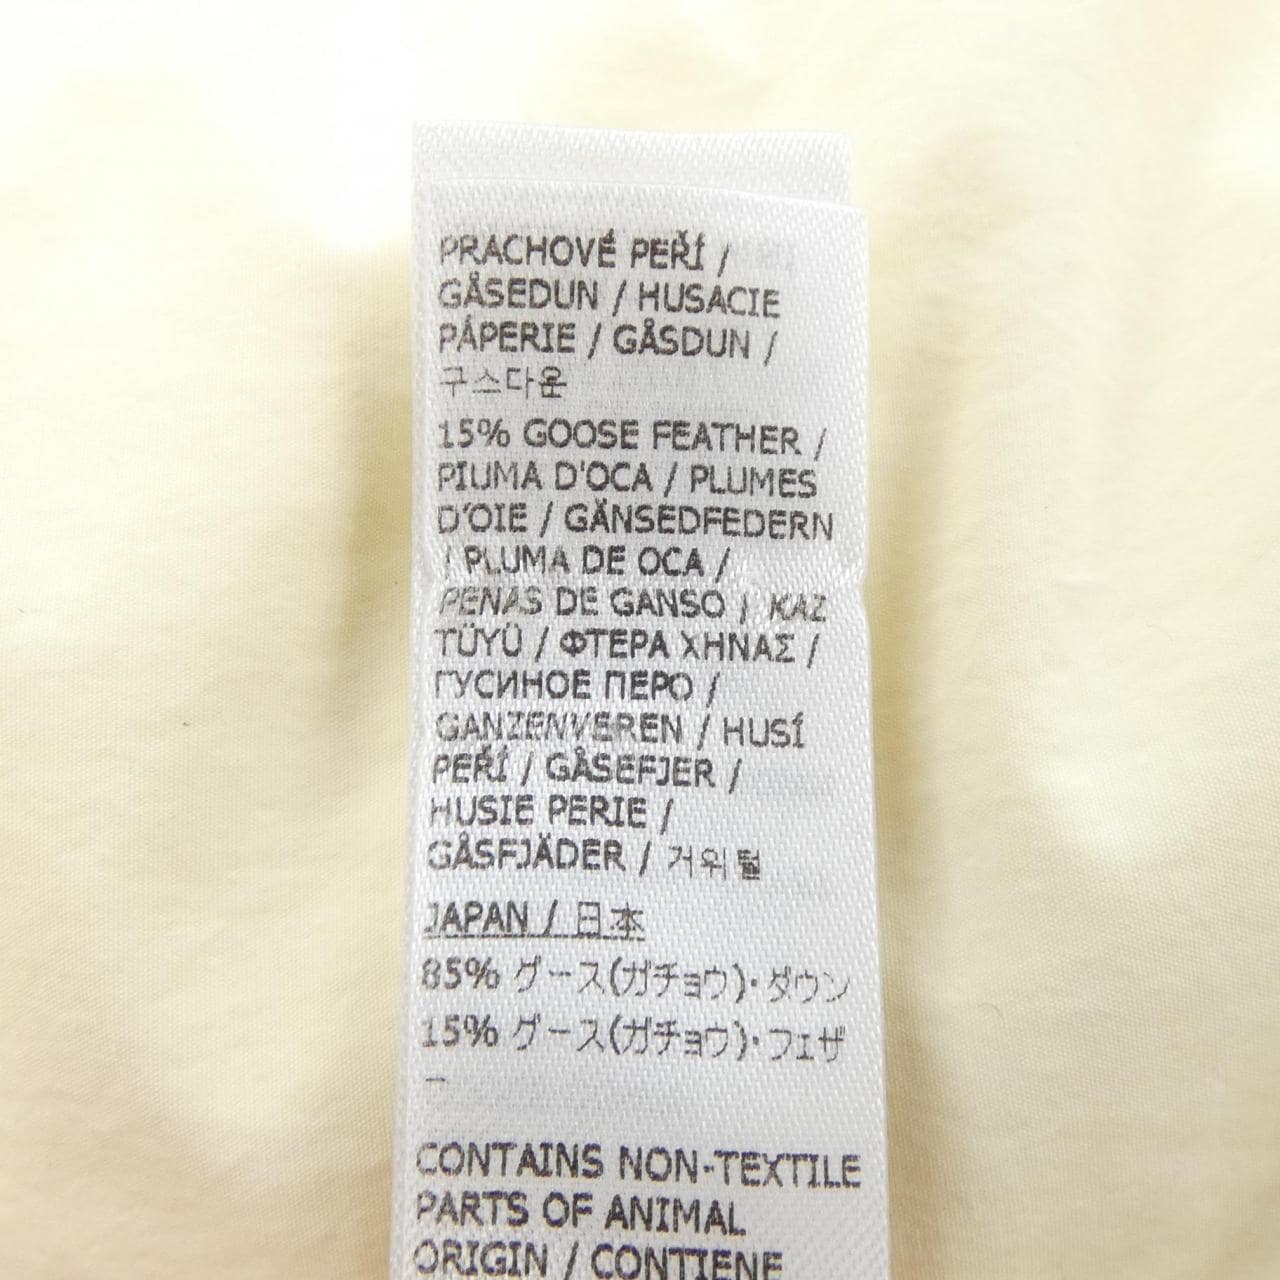 PRACHOVÉ PEŘÍ /
GÅSEDUN / HUSACIE
PÁPERIE / GÅSDUN /
구스다운
15% GOOSE FEATHER /
PIUMA D'OCA / PLUMES
D'OIE / GÄNSEDFEDERN
/ PLUMA DE OCA /
PENAS DE GANSO / KAZ
TÜYÜ / ΦΤΕΡΑ ΧΗΝΑΣ /
ГУСИНОЕ ПЕРО /
GANZENVEREN / HUSÍ
PEŘÍ / GÅSEFJER /
HUSIE PERIE /
GÅSFJÄDER / 거위털
JAPAN / 日本
85% グース(ガチョウ)・ダウン
15% グース(ガチョウ)・フェザ
ー
CONTAINS NON-TEXTILE
PARTS OF ANIMAL
ORIGIN / CONTIENE